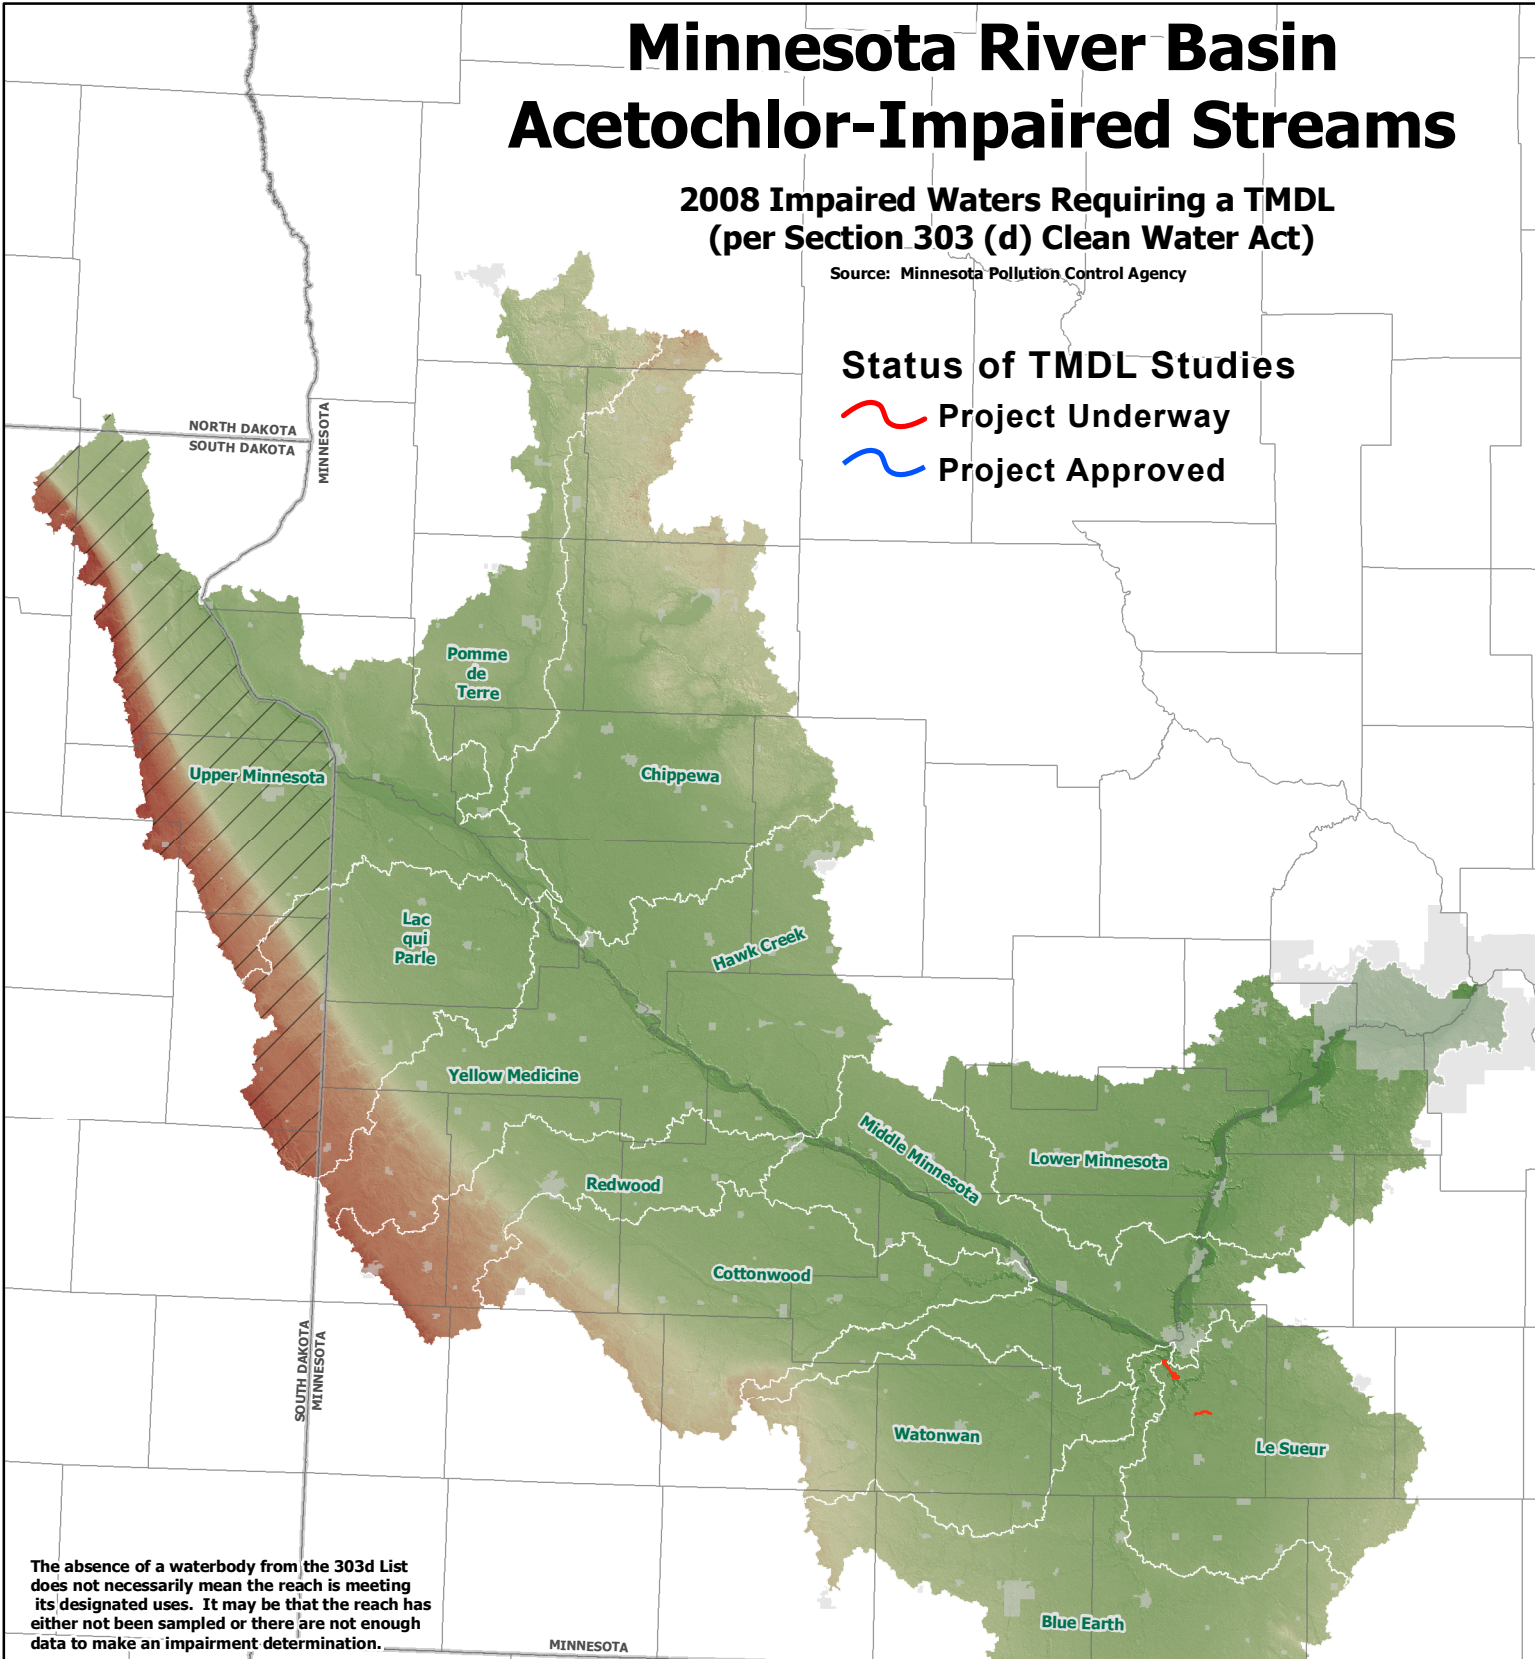 Minnesota River Basin
Acetochlor-Impaired Streams
2008 Impaired Waters Requiring a TMDL
(per Section 303 (d) Clean Water Act)
Source: Minnesota Pollution Control Agency
Status of TMDL Studies
Project Underway
Project Approved
NORTH DAKOTA
SOUTH DAKOTA
MINNESOTA
Pomme
de
Terre
Upper Minnesota
Chippewa
Lac
qui
Parle
Hawk Creek
Yellow Medicine
Middle Minnesota
Lower Minnesota
Redwood
Cottonwood
SOUTH DAKOTA
MINNESOTA
Watonwan
Le Sueur
Blue Earth
The absence of a waterbody from the 303d List
does not necessarily mean the reach is meeting
its designated uses. It may be that the reach has
either not been sampled or there are not enough
data to make an impairment determination.
MINNESOTA